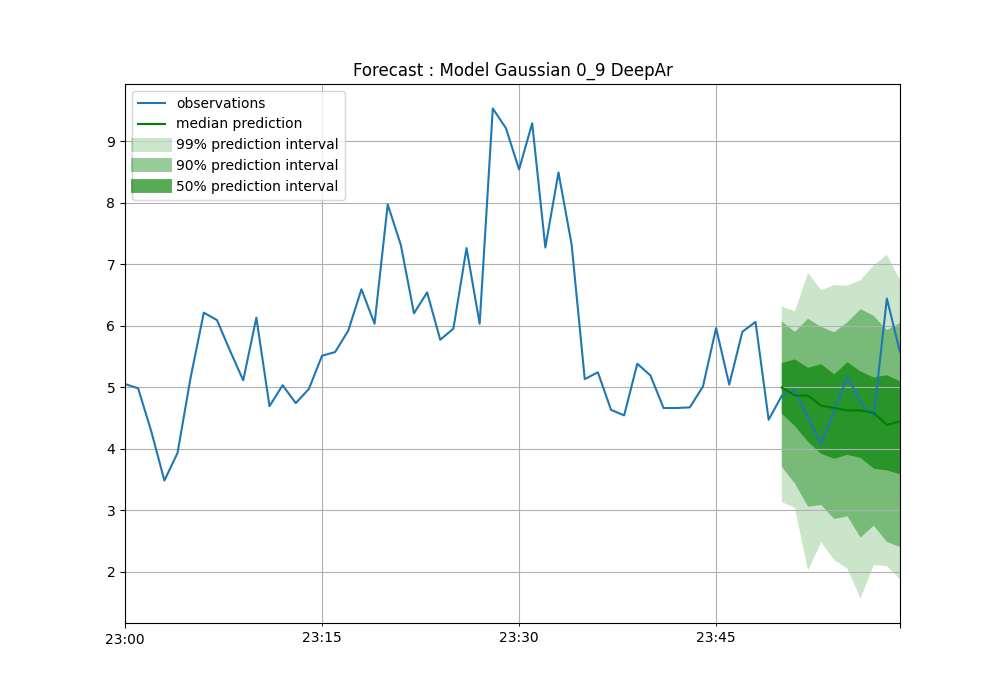 Forecast : Model Gaussian 0_9 DeepAr
observations
median prediction
99% prediction interval
90% prediction interval
50% prediction interval
9
8
7
6
5
4
3
2
23:00
23:15
23:30
23:45